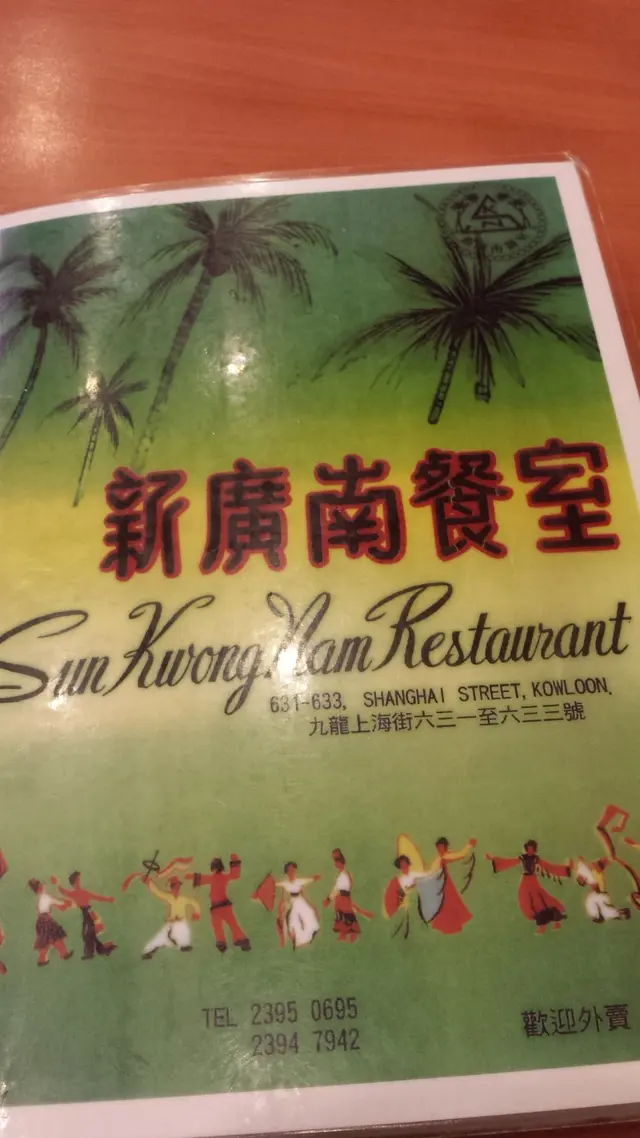 新廣南餐室
Sun Kwong Nam Restaurant
631-633, SHANGHAI STREET, KOWLOON.
九龍上海街六三一至六三三號
TEL 2395 0695
2394 7942
歡迎外賣